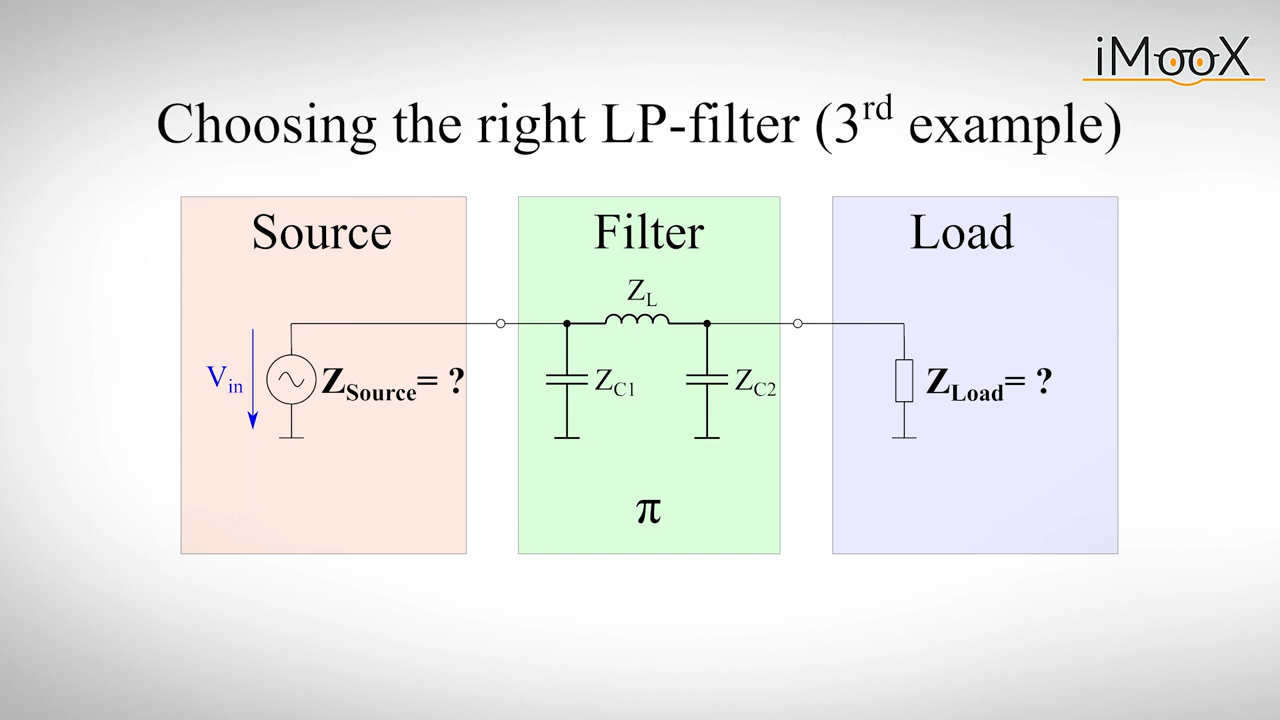 iMooX
Choosing the right LP-filter (3rd example)
Source
Filter
Load
ZL
Vin
ZSource= ?
ZC1
ZC2
ZLoad= ?
π